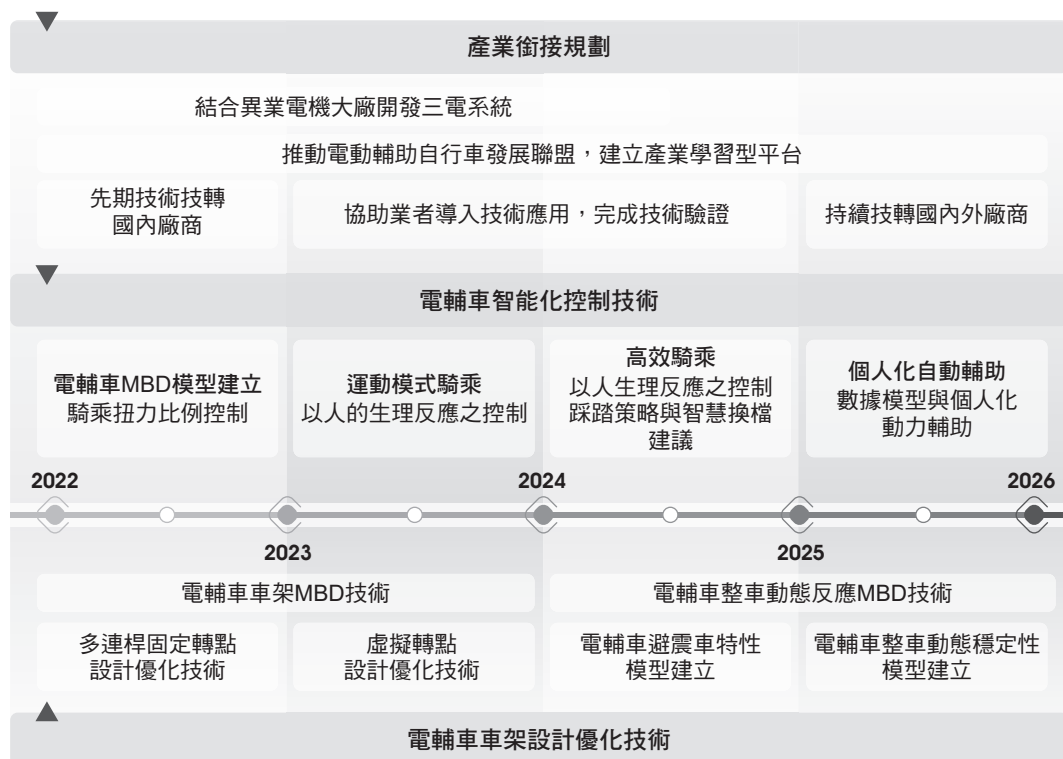 產業銜接規劃
結合異業電機大廠開發三電系統
推動電動輔助自行車發展聯盟，建立產業學習型平台
先期技術技轉
國內廠商
協助業者導入技術應用，完成技術驗證
持續技轉國內外廠商
電輔車智能化控制技術
電輔車MBD模型建立
騎乘扭力比例控制
運動模式騎乘
以人的生理反應之控制
高效騎乘
以人生理反應之控制
踩踏策略與智慧換檔
建議
個人化自動輔助
數據模型與個人化
動力輔助
2022
2024
2026
2023
2025
電輔車車架MBD技術
電輔車整車動態反應MBD技術
多連桿固定轉點
設計優化技術
虛擬轉點
設計優化技術
電輔車避震車特性
模型建立
電輔車整車動態穩定性
模型建立
電輔車車架設計優化技術